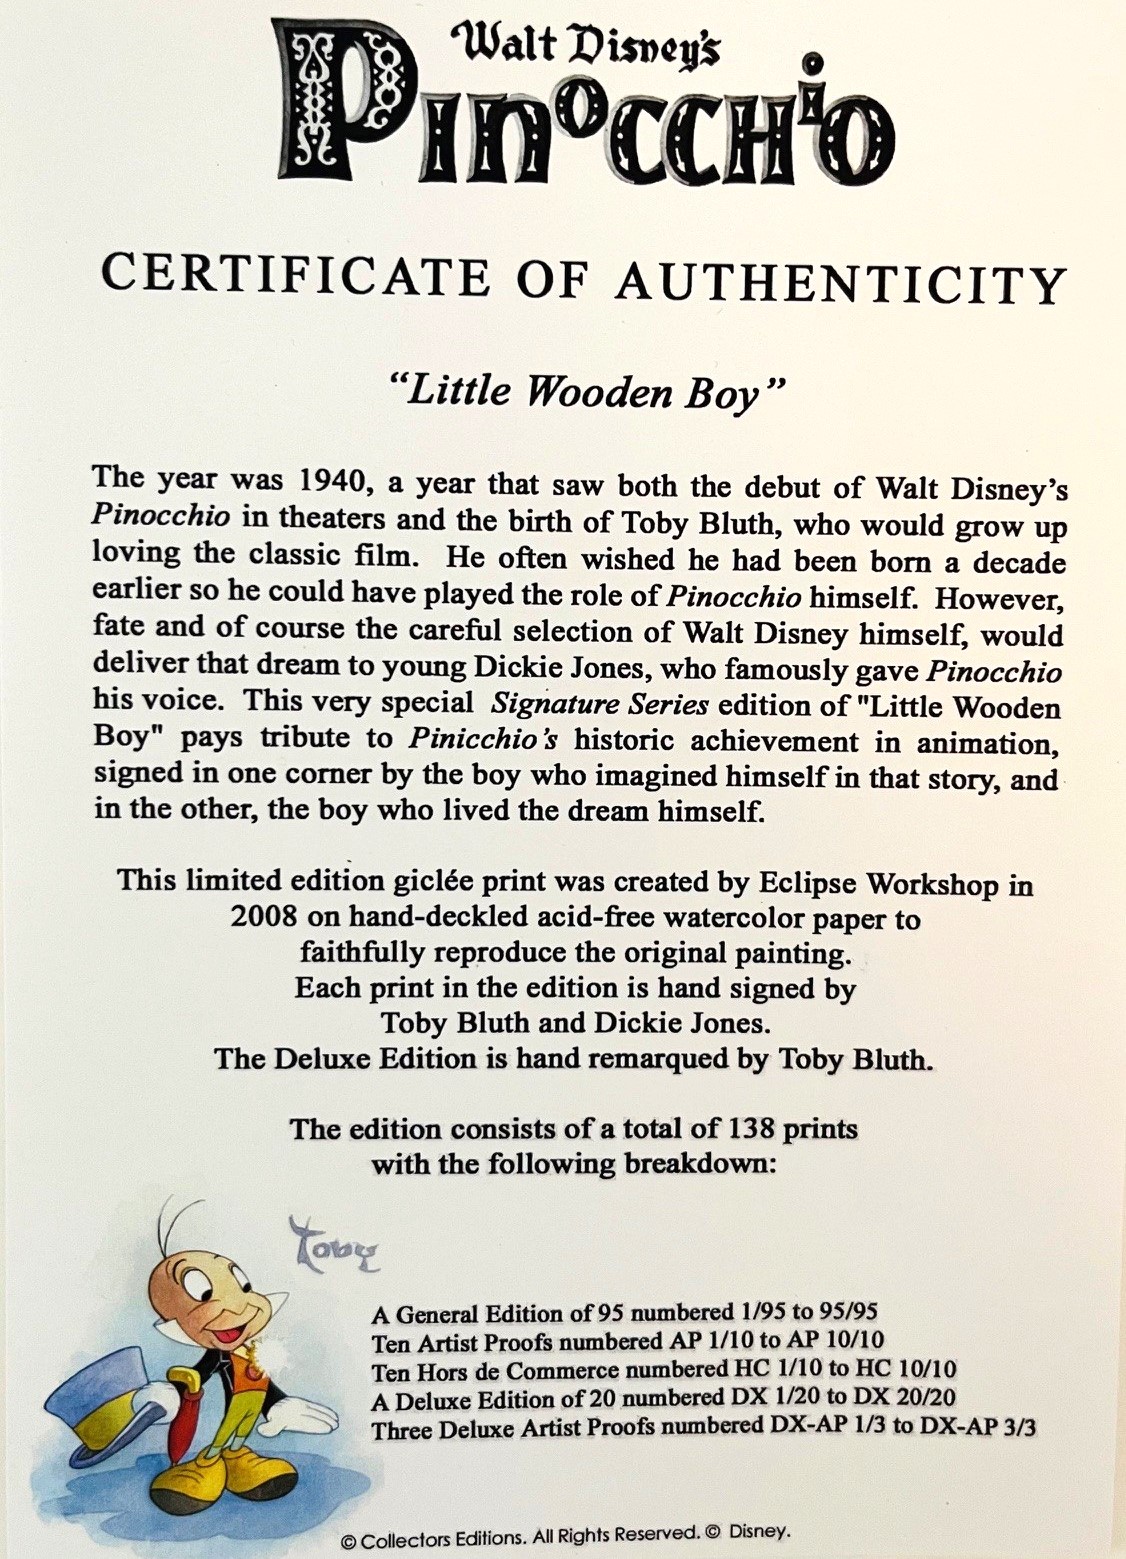 Walt Disney's
Pinocchio
CERTIFICATE OF AUTHENTICITY
“Little Wooden Boy”
The year was 1940, a year that saw both the debut of Walt Disney’s
Pinocchio in theaters and the birth of Toby Bluth, who would grow up
loving the classic film. He often wished he had been born a decade
earlier so he could have played the role of Pinocchio himself. However,
fate and of course the careful selection of Walt Disney himself, would
deliver that dream to young Dickie Jones, who famously gave Pinocchio
his voice. This very special Signature Series edition of "Little Wooden
Boy" pays tribute to Pinicchio’s historic achievement in animation,
signed in one corner by the boy who imagined himself in that story, and
in the other, the boy who lived the dream himself.
This limited edition giclée print was created by Eclipse Workshop in
2008 on hand-deckled acid-free watercolor paper to
faithfully reproduce the original painting.
Each print in the edition is hand signed by
Toby Bluth and Dickie Jones.
The Deluxe Edition is hand remarqued by Toby Bluth.
The edition consists of a total of 138 prints
with the following breakdown:
Toby
A General Edition of 95 numbered 1/95 to 95/95
Ten Artist Proofs numbered AP 1/10 to AP 10/10
Ten Hors de Commerce numbered HC 1/10 to HC 10/10
A Deluxe Edition of 20 numbered DX 1/20 to DX 20/20
Three Deluxe Artist Proofs numbered DX-AP 1/3 to DX-AP 3/3
© Collectors Editions. All Rights Reserved. © Disney.